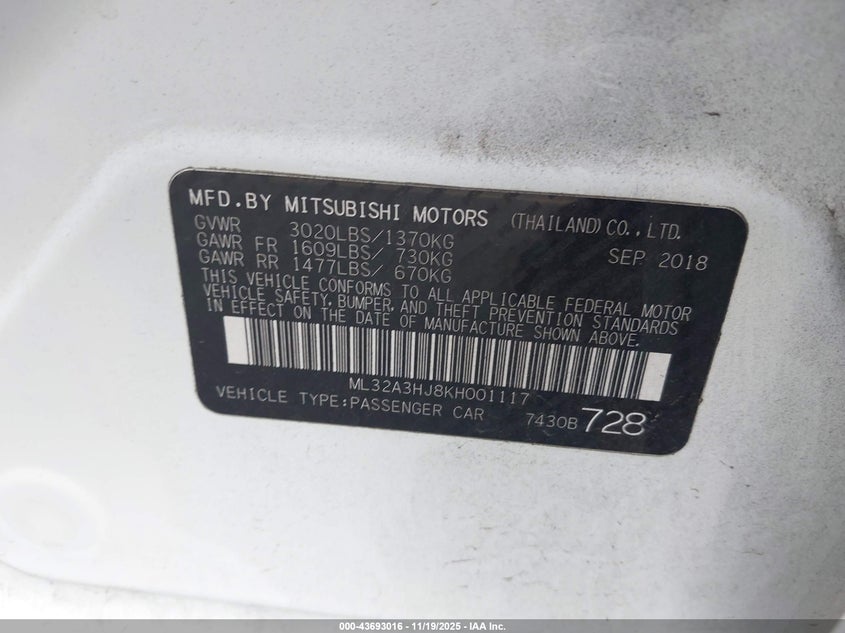 MFD.BY MITSUBISHI MOTORS (THAILAND)CO.,LTD.
GVWR 3020LBS/1370KG SEP 2018
GAWR FR 1609LBS/ 730KG
GAWR RR 1477LBS/ 670KG
THIS VEHICLE CONFORMS TO ALL APPLICABLE FEDERAL MOTOR
VEHICLE SAFETY, BUMPER, AND THEFT PREVENTION STANDARDS
IN EFFECT ON THE DATE OF MANUFACTURE SHOWN ABOVE.
ML32A3HJ8KH001117
VEHICLE TYPE:PASSENGER CAR 7430B 728
000-43693016 - 11/19/2025 - IAA Inc.